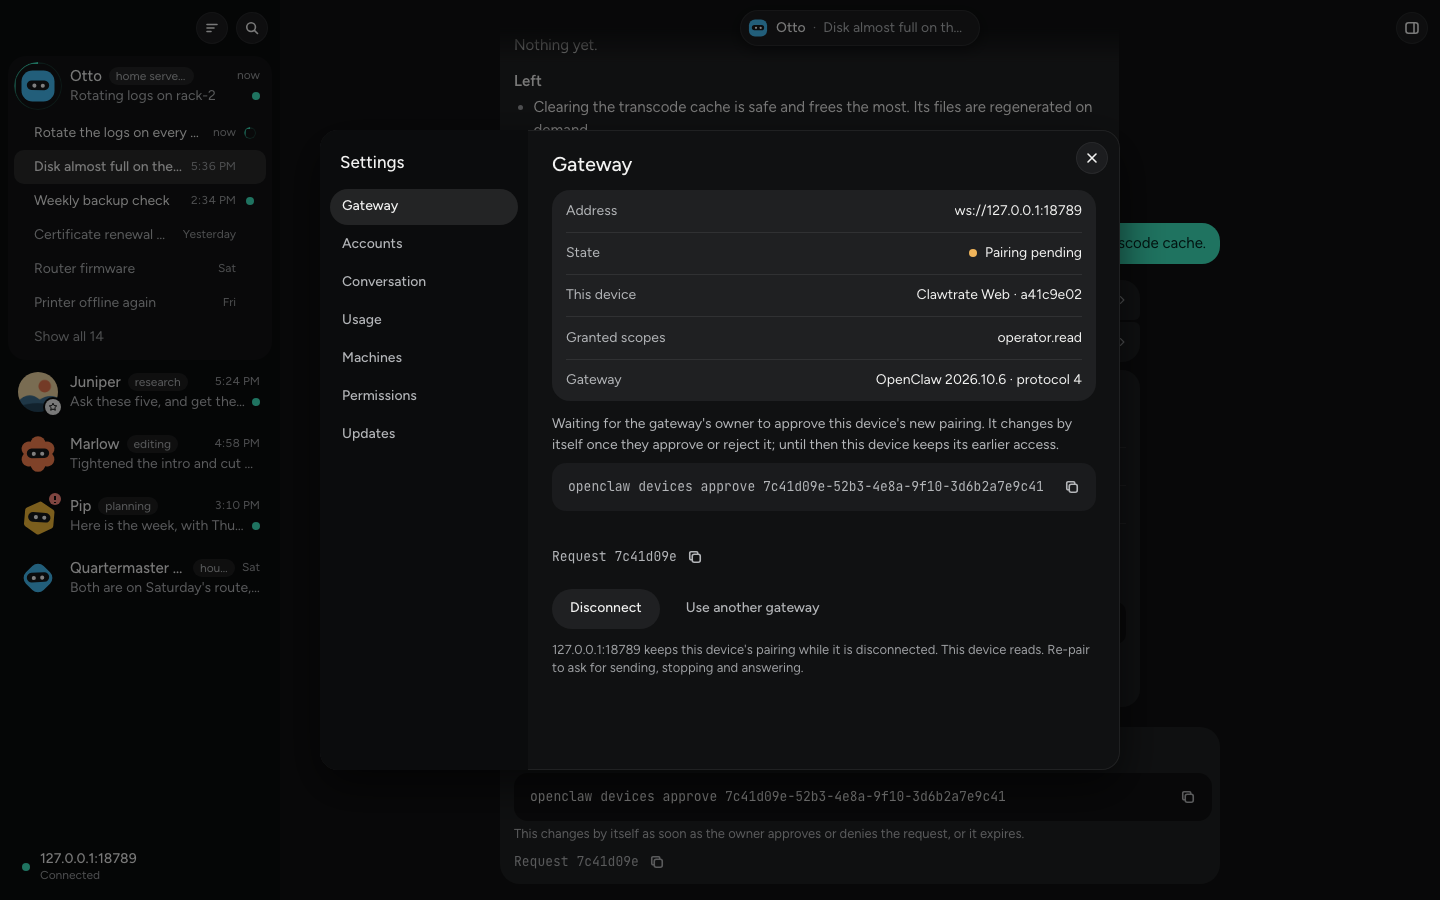 Otto · Disk almost full on th...
Otto home serve... now
Rotating logs on rack-2
Rotate the logs on every ... now
Disk almost full on the... 5:36 PM
Weekly backup check 2:34 PM
Certificate renewal ... Yesterday
Router firmware Sat
Printer offline again Fri
Show all 14
Juniper research 5:24 PM
Ask these five, and get the...
Marlow editing 4:58 PM
Tightened the intro and cut ...
Pip planning 3:10 PM
Here is the week, with Thu...
Quartermaster ... hou... Sat
Both are on Saturday's route,...
127.0.0.1:18789
Connected
Nothing yet.
Left
• Clearing the transcode cache is safe and frees the most. Its files are regenerated on
demand.
scode cache.
Settings
Gateway
Accounts
Conversation
Usage
Machines
Permissions
Updates
Gateway
Address ws://127.0.0.1:18789
State Pairing pending
This device Clawtrate Web · a41c9e02
Granted scopes operator.read
Gateway OpenClaw 2026.10.6 · protocol 4
Waiting for the gateway's owner to approve this device's new pairing. It changes by
itself once they approve or reject it; until then this device keeps its earlier access.
openclaw devices approve 7c41d09e-52b3-4e8a-9f10-3d6b2a7e9c41
Request 7c41d09e
Disconnect Use another gateway
127.0.0.1:18789 keeps this device's pairing while it is disconnected. This device reads. Re-pair
to ask for sending, stopping and answering.
openclaw devices approve 7c41d09e-52b3-4e8a-9f10-3d6b2a7e9c41
This changes by itself as soon as the owner approves or denies the request, or it expires.
Request 7c41d09e